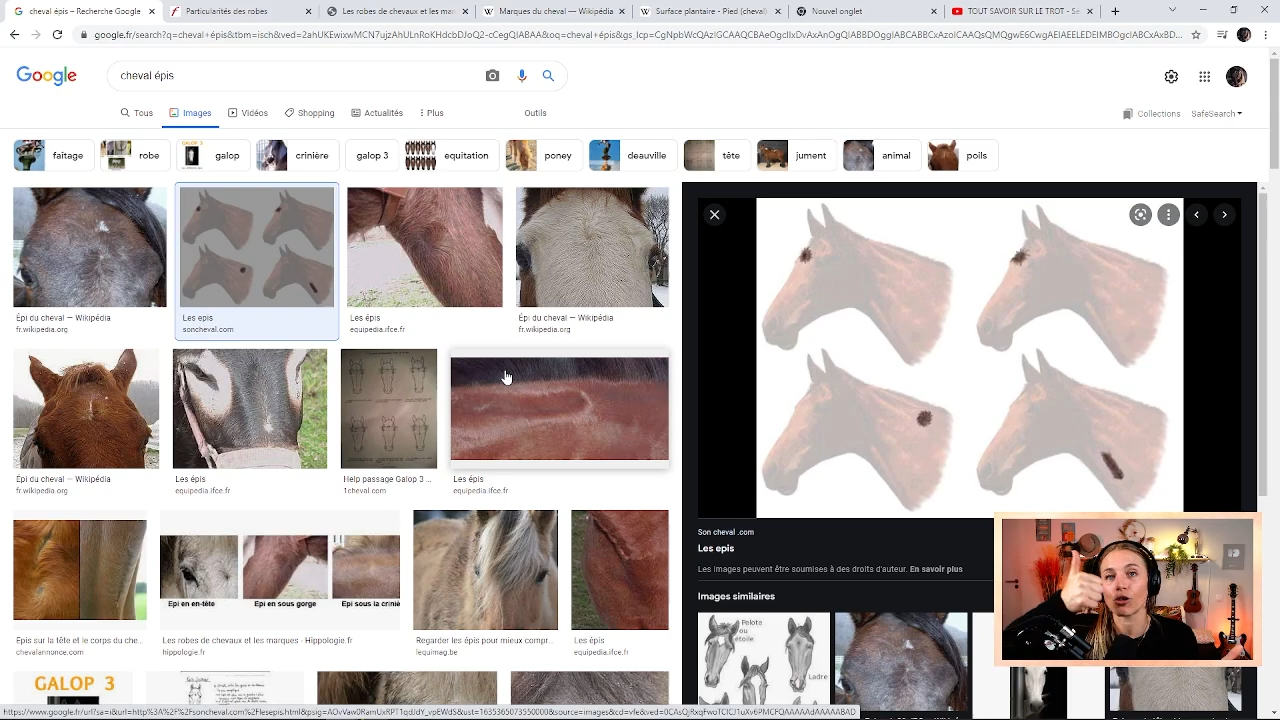 cheval épis – Recherche Google
Particularités des robes
Les robes de chevaux et les mar
Marques du cheval — Wikipédia
Surface plantaire - Pied (cheval)
Nouvel onglet
TOUT SAVOIR SUR LE TROT - Se
Google
cheval épis
Tous
Images
Vidéos
Shopping
Actualités
Plus
Outils
Collections
SafeSearch
faîtage
robe
galop
crinière
galop 3
equitation
poney
deauville
tête
jument
animal
poils
Épi du cheval — Wikipédia
fr.wikipedia.org
Les epis
soncheval.com
Les épis
equipedia.ifce.fr
Épi du cheval — Wikipédia
fr.wikipedia.org
Épi du cheval — Wikipédia
fr.wikipedia.org
Les épis
equipedia.ifce.fr
Help passage Galop 3 ...
1cheval.com
Les épis
equipedia.ifce.fr
Epi en en-tête
Epi en sous gorge
Epi sous la criniè
Epis sur la tête et le corps du che...
chevalannonce.com
Les robes de chevaux et les marques - Hippologie.fr
hippologie.fr
Regarder les épis pour mieux compr...
lequimag.be
Les épis
equipedia.ifce.fr
GALOP 3
Son cheval .com
Les epis
Les images peuvent être soumises à des droits d'auteur. En savoir plus
Images similaires
Pelote
ou
étoile
Ladre